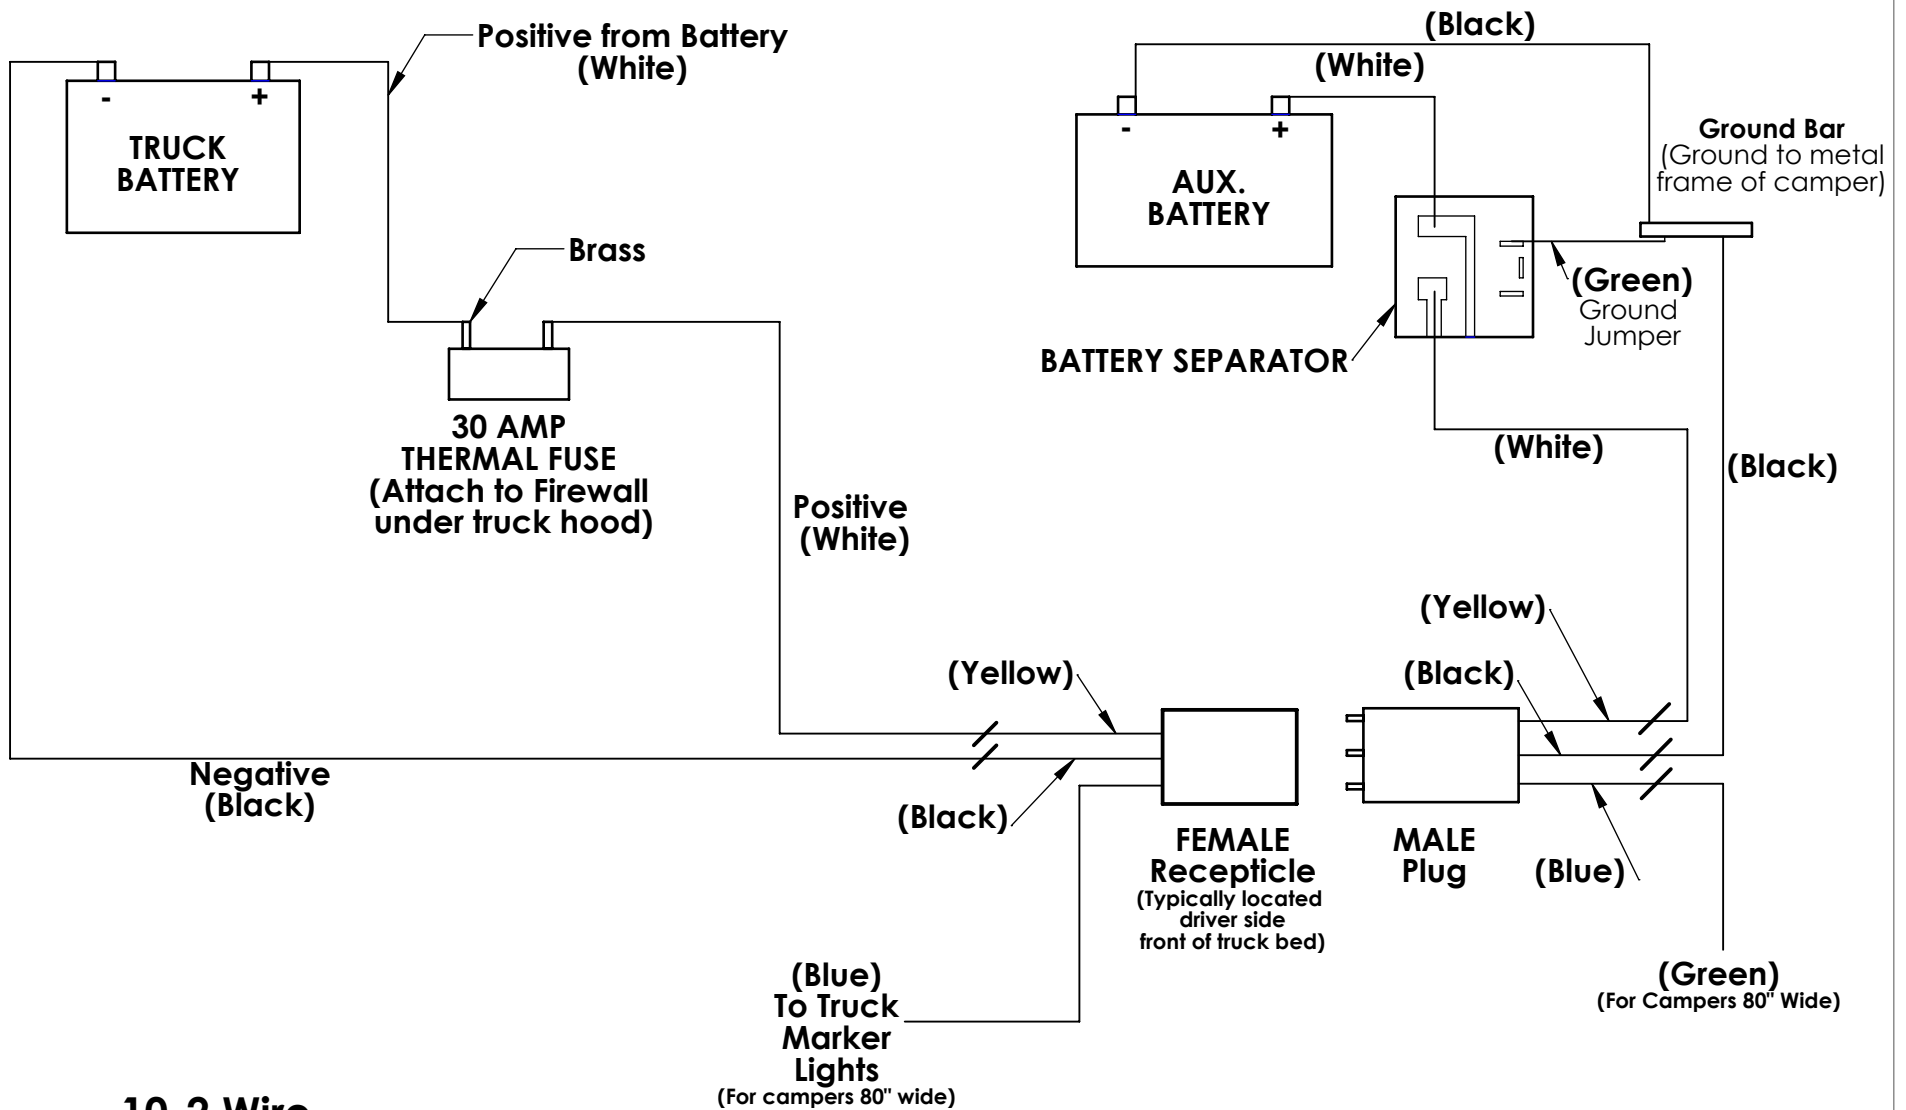 (Black)
Positive from Battery
(White)
(White)
- +
TRUCK
BATTERY
- +
AUX.
BATTERY
Ground Bar
(Ground to metal
frame of camper)
Brass
(Green)
Ground
Jumper
BATTERY SEPARATOR
30 AMP
THERMAL FUSE
(Attach to Firewall
under truck hood)
(White)
(Black)
Positive
(White)
(Yellow)
(Yellow)
(Black)
Negative
(Black)
(Black)
FEMALE
Recepticle
(Typically located
driver side
front of truck bed)
MALE
Plug
(Blue)
(Blue)
To Truck
Marker
Lights
(For campers 80" wide)
(Green)
(For Campers 80" Wide)
10-2 Wire